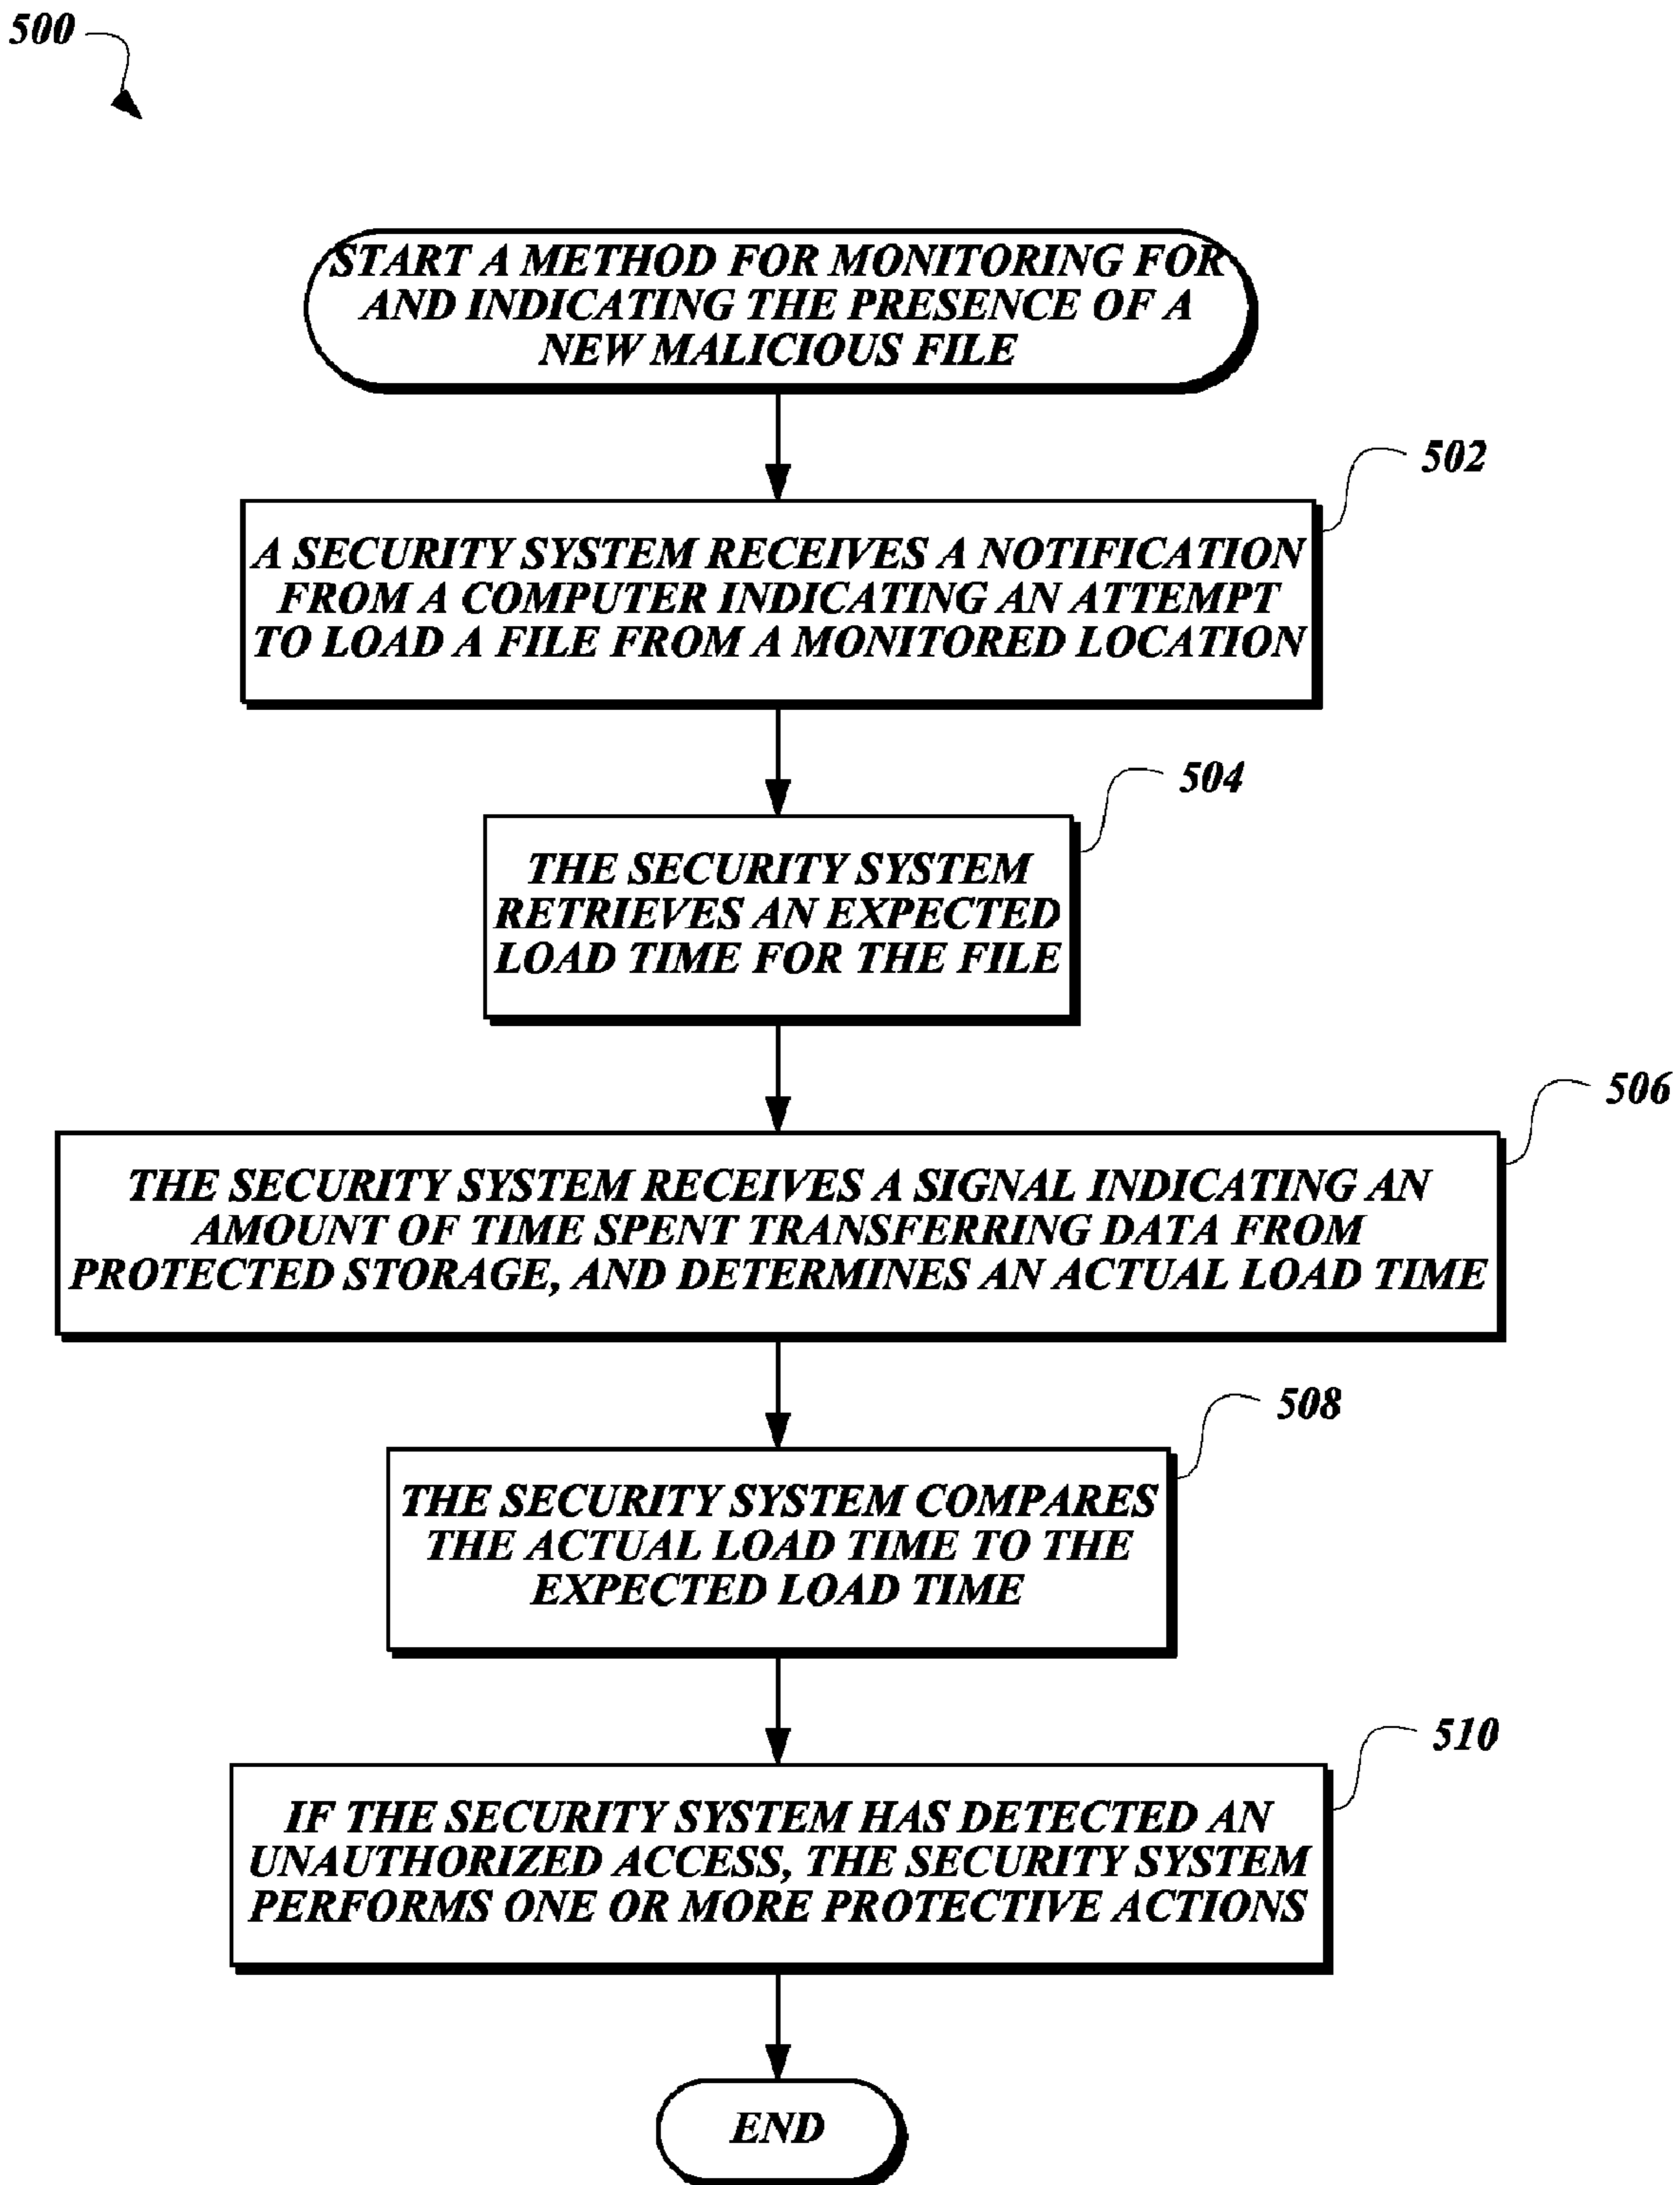 500
START A METHOD FOR MONITORING FOR
AND INDICATING THE PRESENCE OF A
NEW MALICIOUS FILE
502
A SECURITY SYSTEM RECEIVES A NOTIFICATION
FROM A COMPUTER INDICATING AN ATTEMPT
TO LOAD A FILE FROM A MONITORED LOCATION
504
THE SECURITY SYSTEM
RETRIEVES AN EXPECTED
LOAD TIME FOR THE FILE
506
THE SECURITY SYSTEM RECEIVES A SIGNAL INDICATING AN
AMOUNT OF TIME SPENT TRANSFERRING DATA FROM
PROTECTED STORAGE, AND DETERMINES AN ACTUAL LOAD TIME
508
THE SECURITY SYSTEM COMPARES
THE ACTUAL LOAD TIME TO THE
EXPECTED LOAD TIME
510
IF THE SECURITY SYSTEM HAS DETECTED AN
UNAUTHORIZED ACCESS, THE SECURITY SYSTEM
PERFORMS ONE OR MORE PROTECTIVE ACTIONS
END